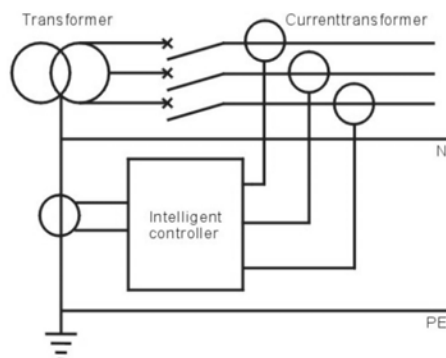 Transformer
Currenttransformer
N
Intelligent
controller
PE